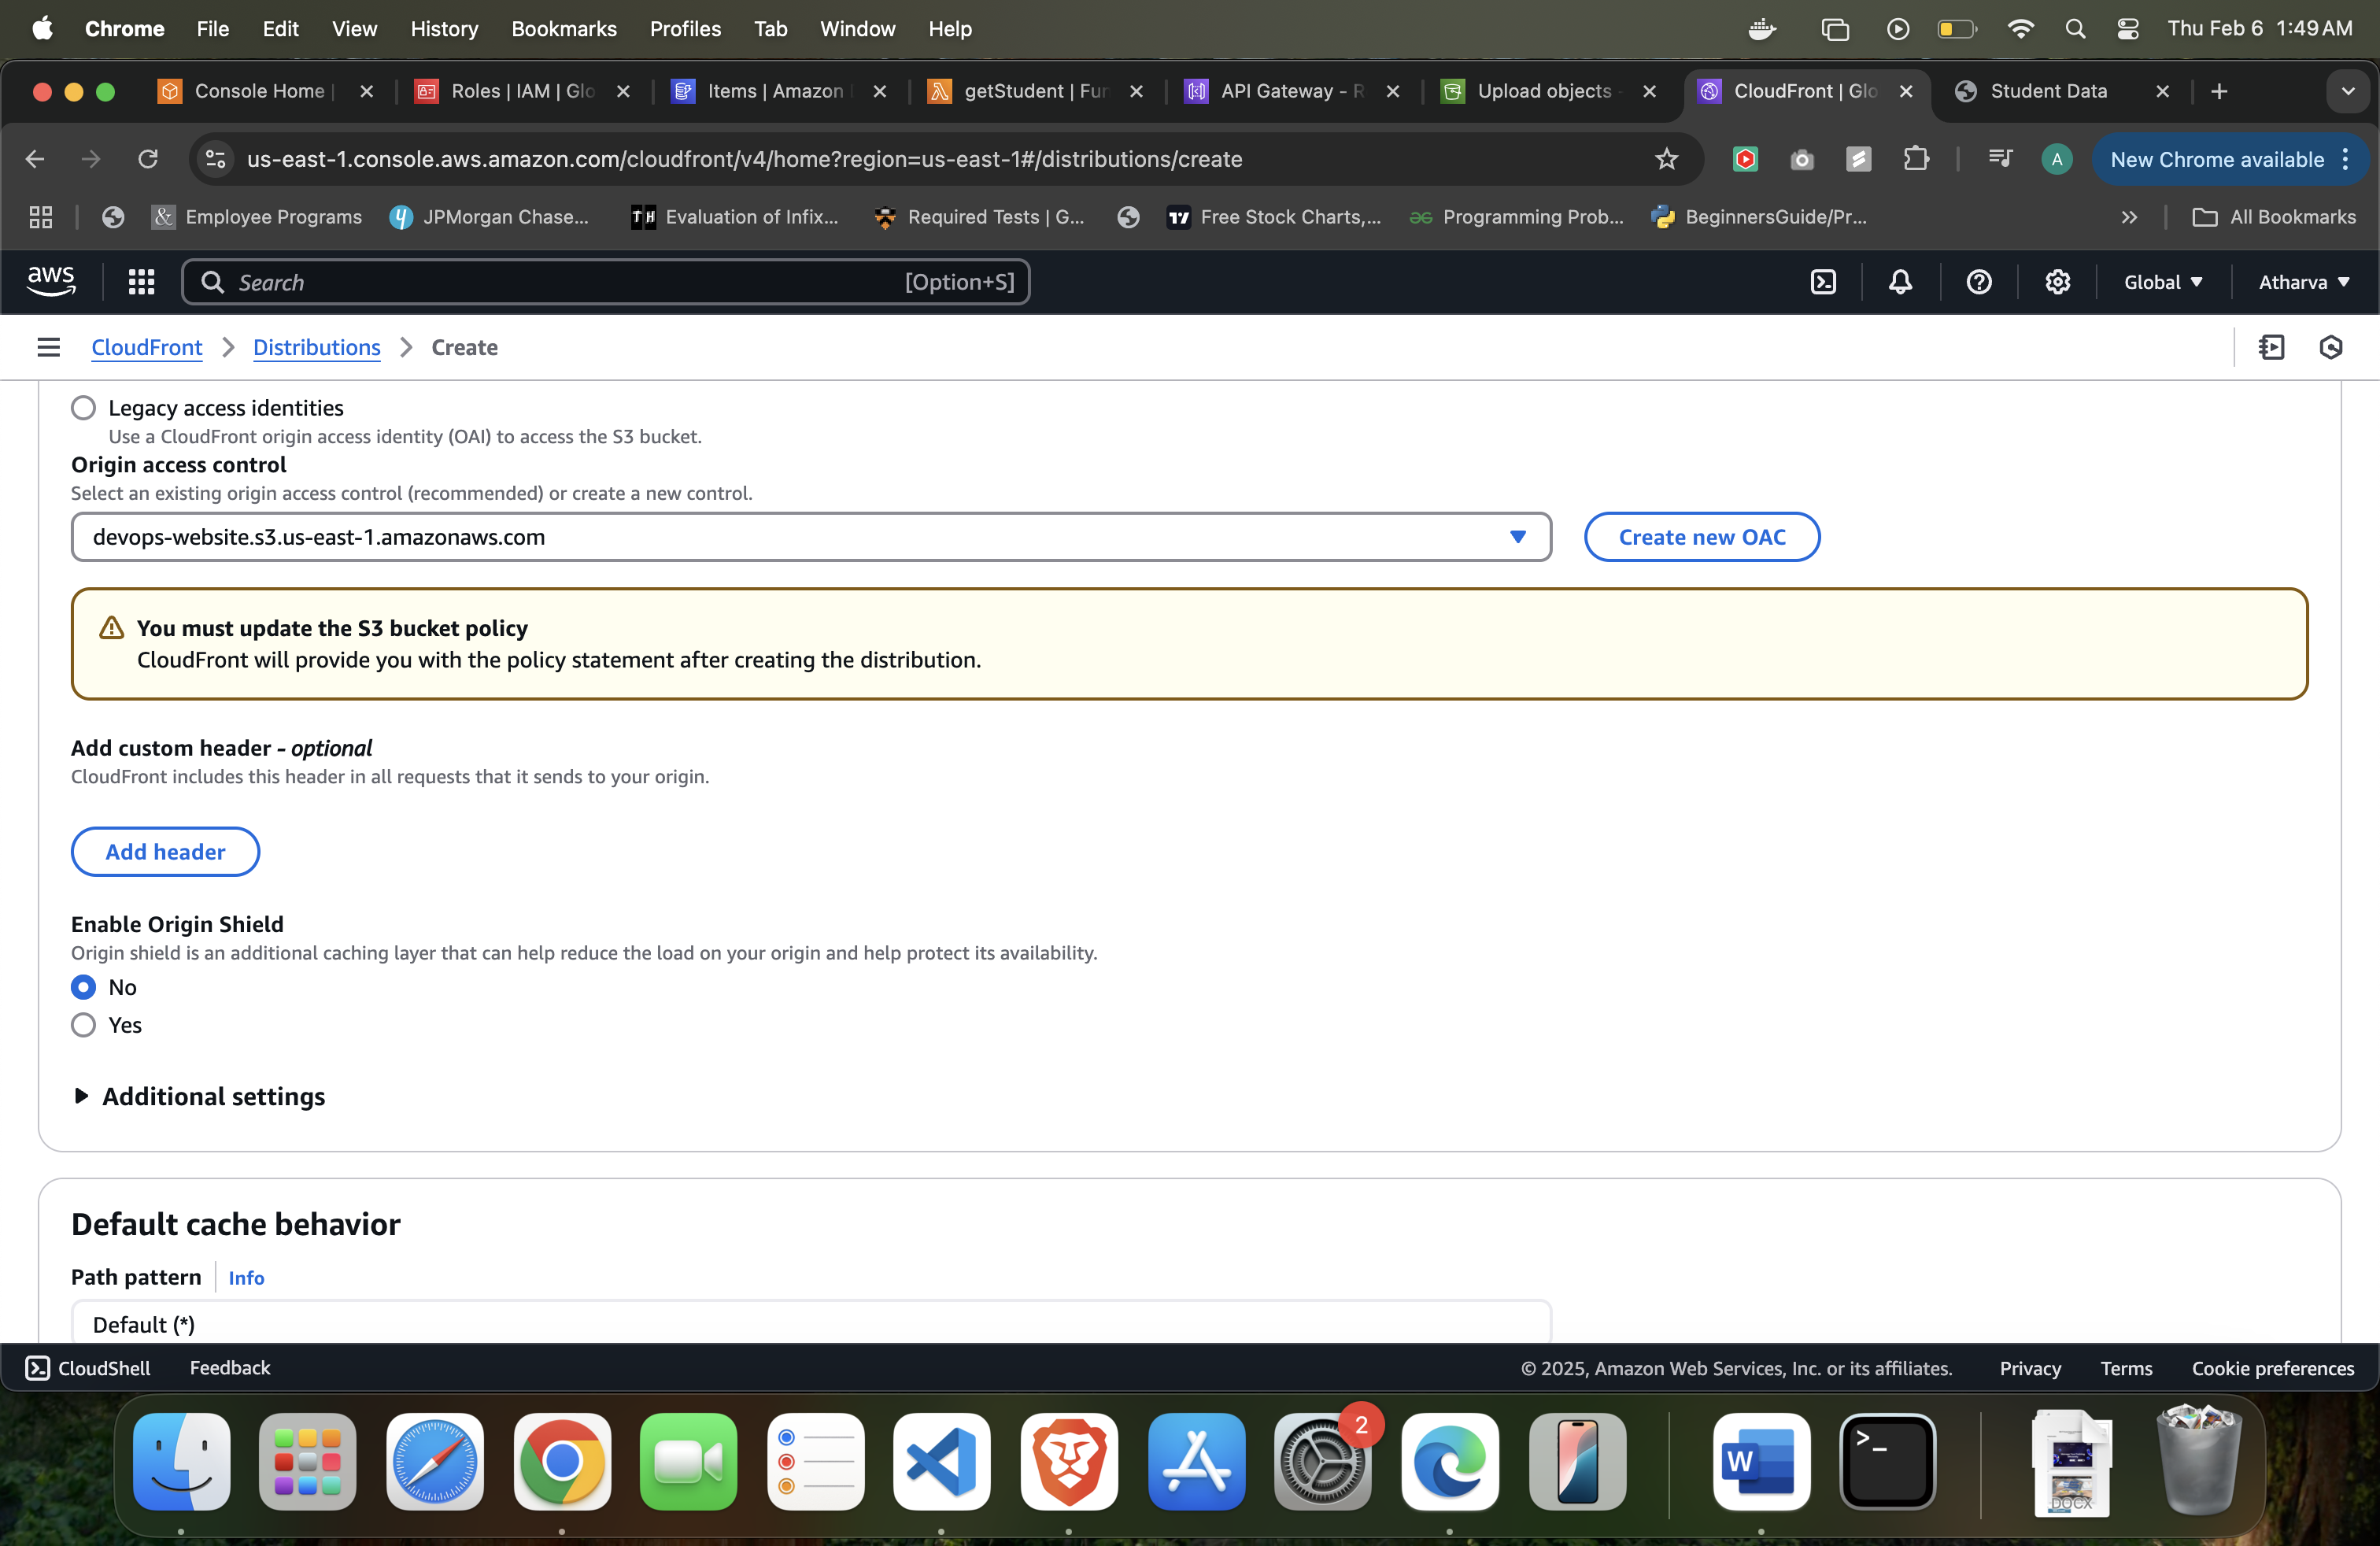 Chrome File Edit View History Bookmarks Profiles Tab Window Help Thu Feb 6 1:49 AM
Console Home Roles | IAM | Glo Items | Amazon getStudent | Fun API Gateway - R Upload objects - CloudFront | Glo Student Data
us-east-1.console.aws.amazon.com/cloudfront/v4/home?region=us-east-1#/distributions/create A New Chrome available
& Employee Programs JPMorgan Chase... TH Evaluation of Infix... Required Tests | G... Free Stock Charts,... Programming Prob... BeginnersGuide/Pr... >> All Bookmarks
aws Search [Option+S] Global Atharva
CloudFront > Distributions > Create
Legacy access identities
Use a CloudFront origin access identity (OAI) to access the S3 bucket.
Origin access control
Select an existing origin access control (recommended) or create a new control.
devops-website.s3.us-east-1.amazonaws.com Create new OAC
You must update the S3 bucket policy
CloudFront will provide you with the policy statement after creating the distribution.
Add custom header - optional
CloudFront includes this header in all requests that it sends to your origin.
Add header
Enable Origin Shield
Origin shield is an additional caching layer that can help reduce the load on your origin and help protect its availability.
No
Yes
Additional settings
Default cache behavior
Path pattern Info
Default (*)
CloudShell Feedback © 2025, Amazon Web Services, Inc. or its affiliates. Privacy Terms Cookie preferences
2
W >_ DOCX